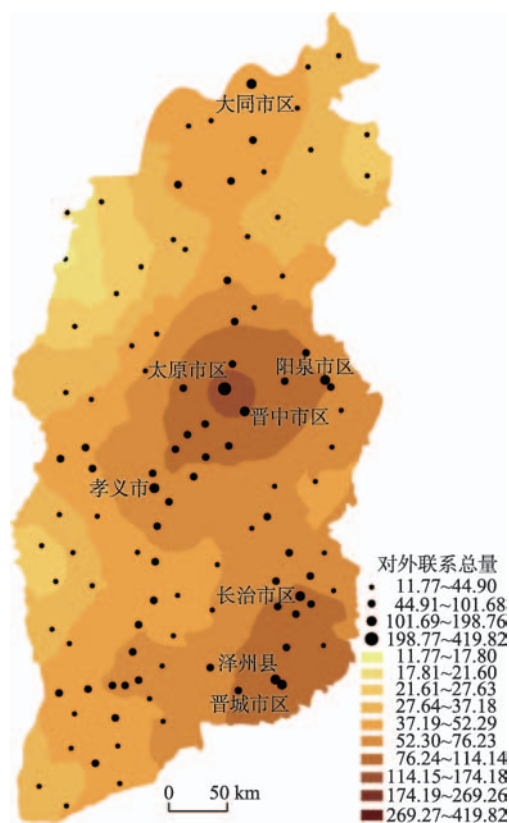 大同市区
太原市区
阳泉市区
晋中市区
孝义市
长治市区
泽州县
晋城市区
对外联系总量
11.77~44.90
44.91~101.68
101.69~198.76
198.77~419.82
11.77~17.80
17.81~21.60
21.61~27.63
27.64~37.18
37.19~52.29
52.30~76.23
76.24~114.14
114.15~174.18
174.19~269.26
269.27~419.82
0 50 km